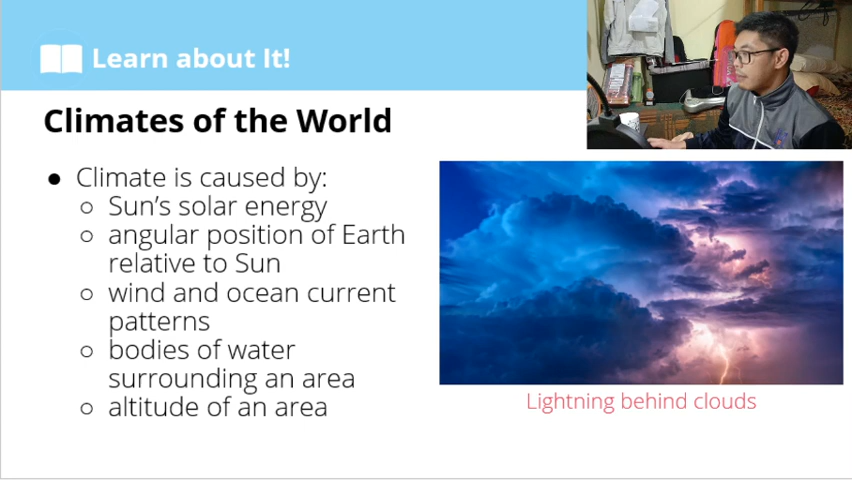 Learn about It!
Climates of the World
● Climate is caused by:
○ Sun's solar energy
○ angular position of Earth
relative to Sun
○ wind and ocean current
patterns
○ bodies of water
surrounding an area
○ altitude of an area
Lightning behind clouds